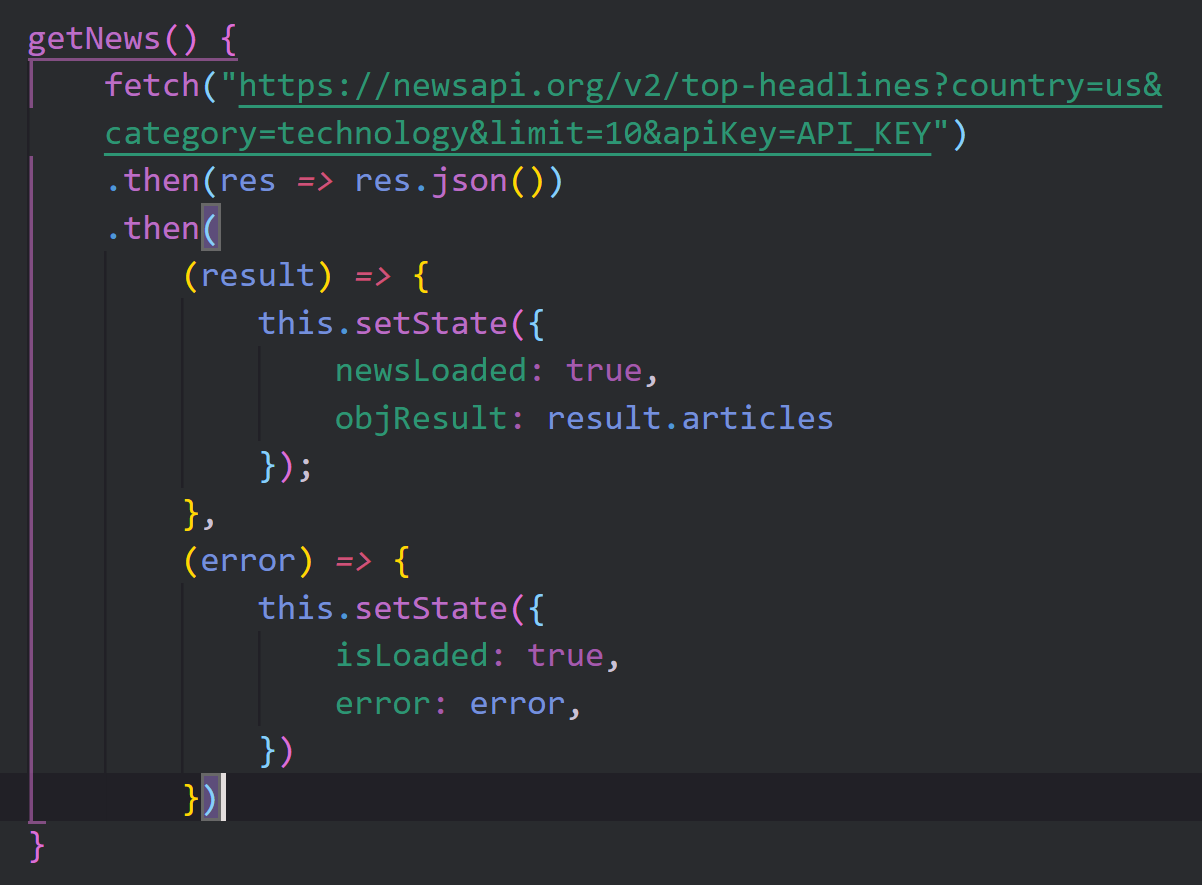 getNews() {
    fetch("https://newsapi.org/v2/top-headlines?country=us&
    category=technology&limit=10&apiKey=API_KEY")
    .then(res => res.json())
    .then(
        (result) => {
            this.setState({
                newsLoaded: true,
                objResult: result.articles
            });
        },
        (error) => {
            this.setState({
                isLoaded: true,
                error: error,
            })
        })
}